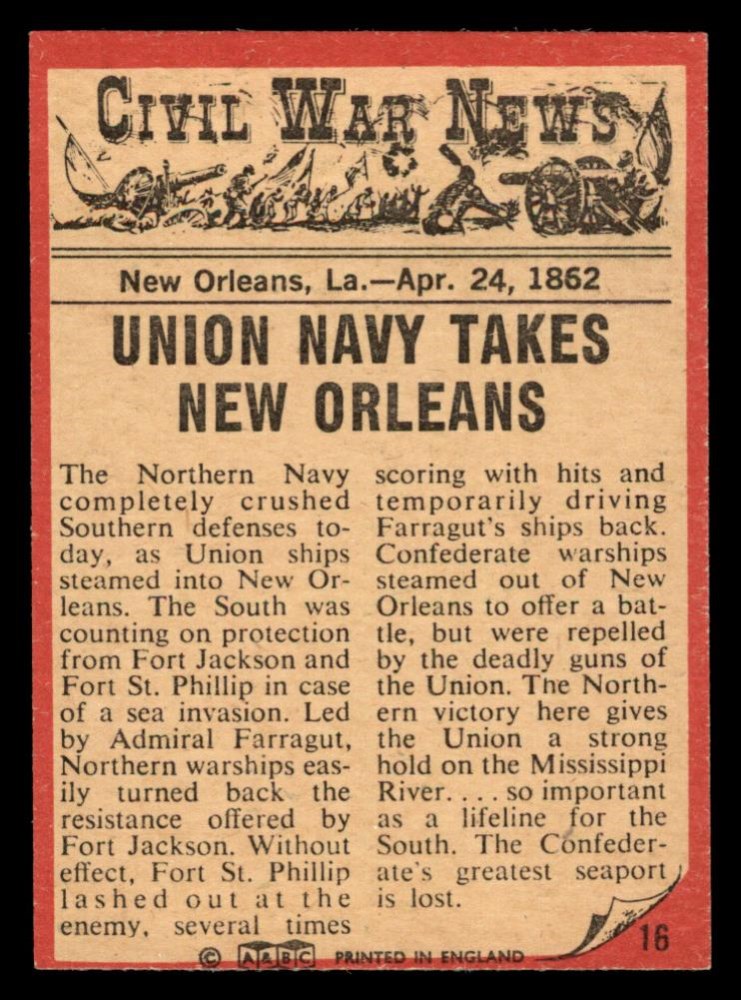 CIVIL WAR NEWS
New Orleans, La.—Apr. 24, 1862
UNION NAVY TAKES
NEW ORLEANS
The Northern Navy
completely crushed
Southern defenses to-
day, as Union ships
steamed into New Or-
leans. The South was
counting on protection
from Fort Jackson and
Fort St. Phillip in case
of a sea invasion. Led
by Admiral Farragut,
Northern warships eas-
ily turned back the
resistance offered by
Fort Jackson. Without
effect, Fort St. Phillip
lashed out at the
enemy, several times
scoring with hits and
temporarily driving
Farragut's ships back.
Confederate warships
steamed out of New
Orleans to offer a bat-
tle, but were repelled
by the deadly guns of
the Union. The North-
ern victory here gives
the Union a strong
hold on the Mississippi
River. . . . so important
as a lifeline for the
South. The Confeder-
ate's greatest seaport
is lost.
16
© A&BC PRINTED IN ENGLAND